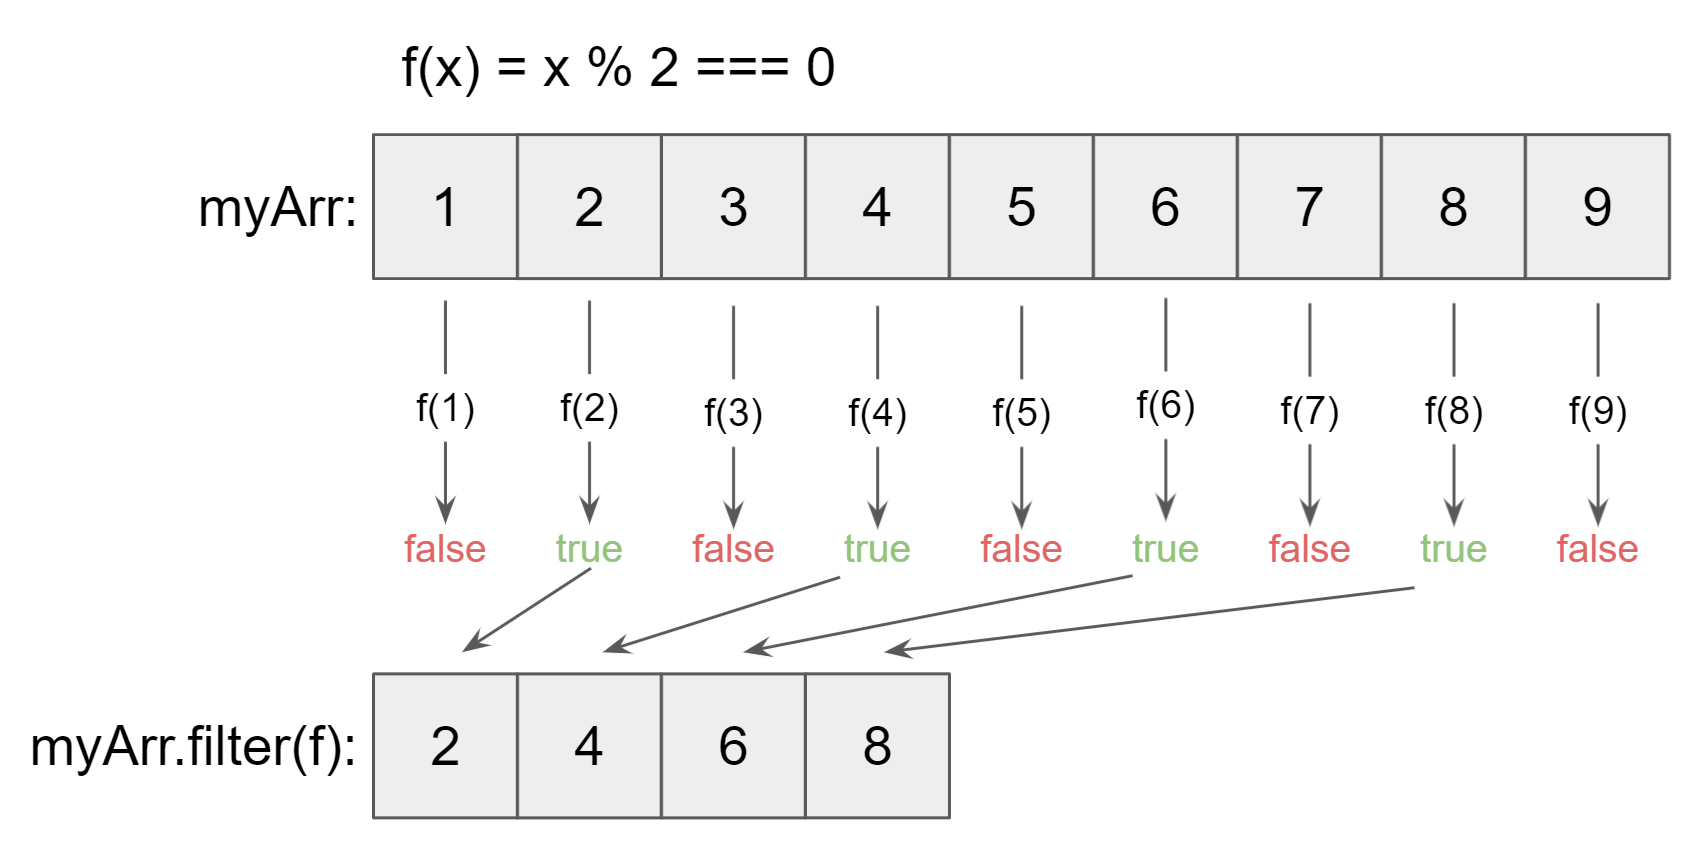 f(x) = x % 2 === 0
myArr: 1 2 3 4 5 6 7 8 9
f(1) f(2) f(3) f(4) f(5) f(6) f(7) f(8) f(9)
false true false true false true false true false
myArr.filter(f): 2 4 6 8